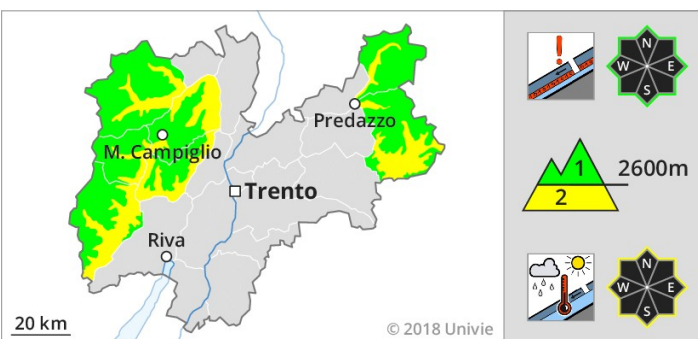 Predazzo
M. Campiglio
Trento
Riva
20 km
© 2018 Univie
!
N
W E
S
1
2600m
2
N
W E
S